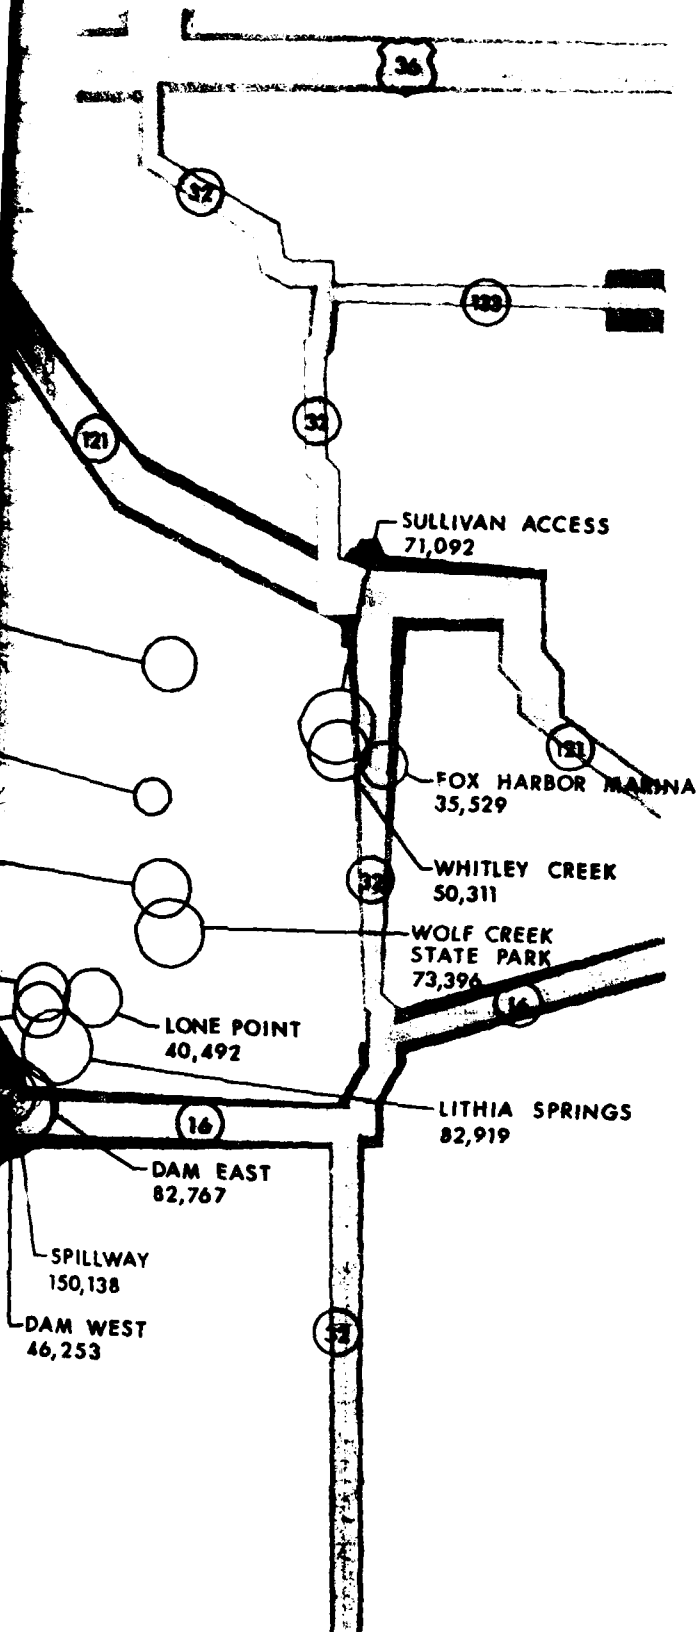 36
32
133
32
121
SULLIVAN ACCESS
71,092
121
FOX HARBOR MARINA
35,529
WHITLEY CREEK
50,311
32
WOLF CREEK
STATE PARK
73,396
16
LONE POINT
40,492
LITHIA SPRINGS
82,919
16
DAM EAST
82,767
SPILLWAY
150,138
DAM WEST
46,253
32